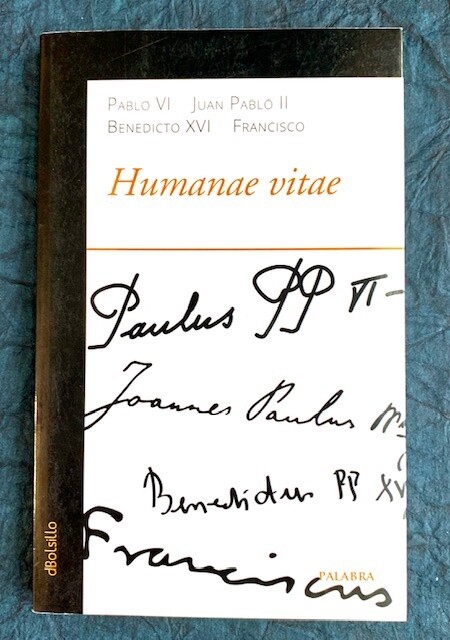 Pablo VI Juan Pablo II
Benedicto XVI Francisco
Humanae vitae
Paulus PP VI
Joannes Paulus
Benedictus PP XVI
Franciscus
PALABRA
dBolsillo